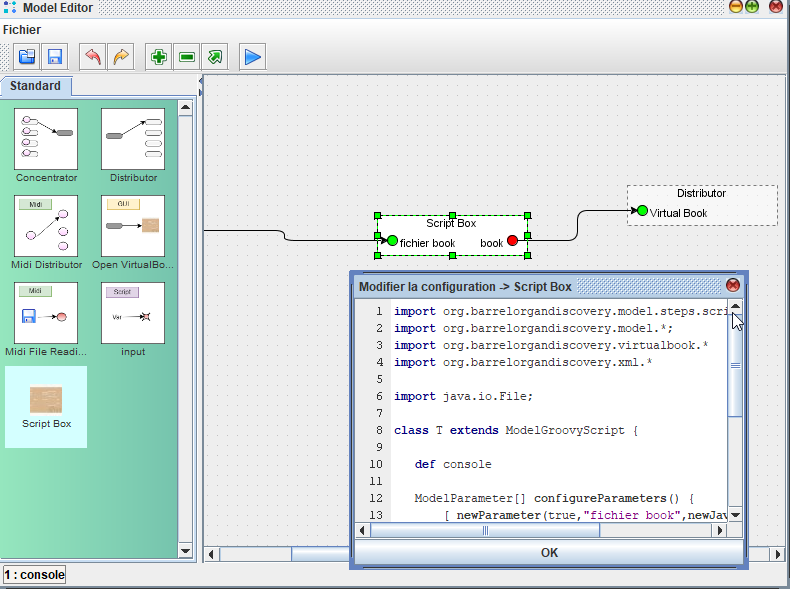 Model Editor
Fichier
Standard
Concentrator
Distributor
Midi
GUI
Midi Distributor
Open VirtualBo...
Midi
Script
Var
Midi File Readi...
input
Script Box
Script Box
fichier book
book
Distributor
Virtual Book
Modifier la configuration -> Script Box
1 import org.barrelorgandiscovery.model.steps.scri
2 import org.barrelorgandiscovery.model.*;
3 import org.barrelorgandiscovery.virtualbook.*
4 import org.barrelorgandiscovery.xml.*
5
6 import java.io.File;
7
8 class T extends ModelGroovyScript {
9
10 def console
11
12 ModelParameter[] configureParameters() {
13 [ newParameter(true,"fichier book",newJav
OK
1 : console